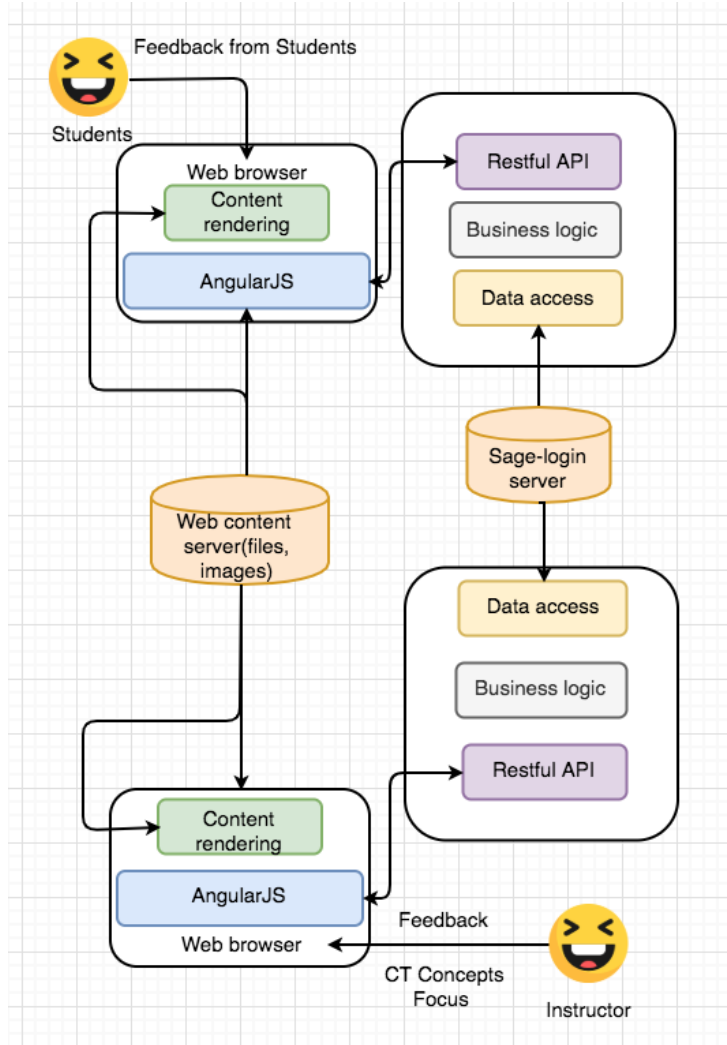 Feedback from Students
Students
Web browser
Content
rendering
AngularJS
Restful API
Business logic
Data access
Sage-login
server
Web content
server(files,
images)
Data access
Business logic
Restful API
Content
rendering
AngularJS
Web browser
Feedback
CT Concepts
Focus
Instructor